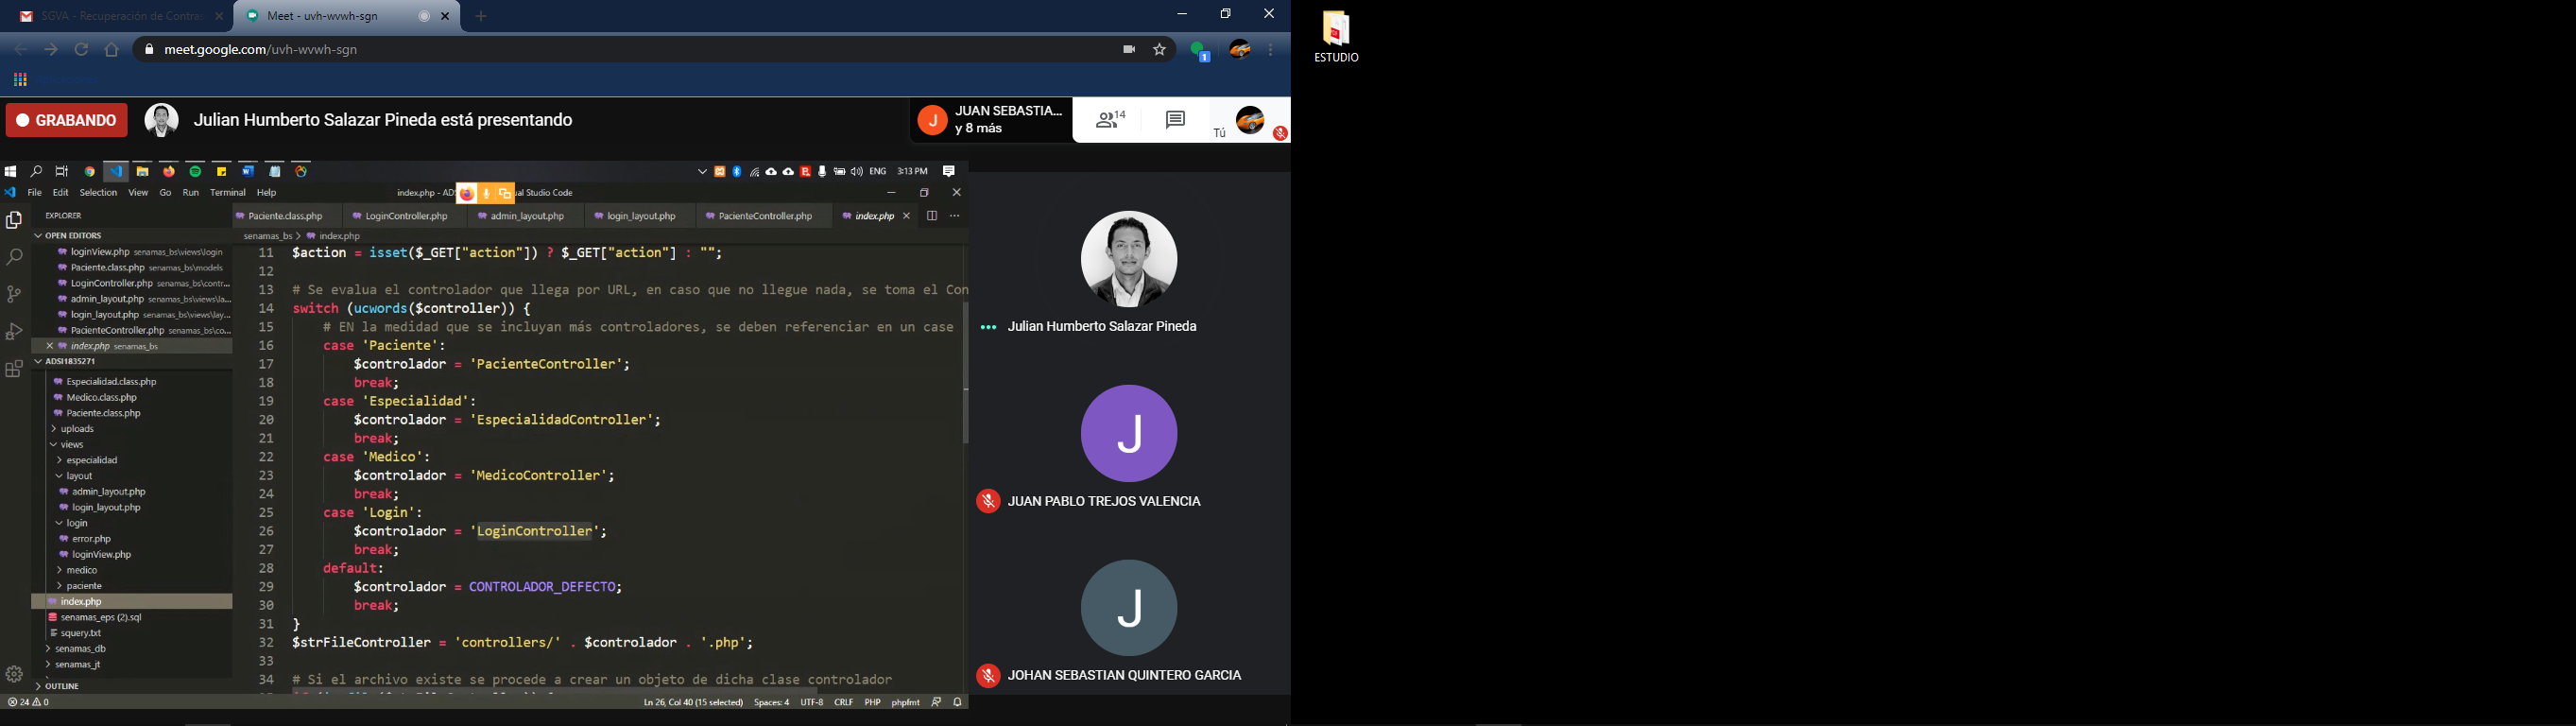 SGVA - Recuperación de Contra
Meet - uvh-wvwh-sgn
meet.google.com/uvh-wvwh-sgn
1
ESTUDIO
GRABANDO
Julian Humberto Salazar Pineda está presentando
J
JUAN SEBASTIA...
y 8 más
14
Tú
ENG
3:13 PM
File Edit Selection View Go Run Terminal Help
index.php - ADS
ual Studio Code
EXPLORER
OPEN EDITORS
loginView.php senamas_bs\views\login
Paciente.class.php senamas_bs\models
LoginController.php senamas_bs\contr...
admin_layout.php senamas_bs\views\la...
login_layout.php senamas_bs\views\lay...
PacienteController.php senamas_bs\co...
index.php senamas_bs
ADSI1835271
Especialidad.class.php
Medico.class.php
Paciente.class.php
uploads
views
especialidad
layout
admin_layout.php
login_layout.php
login
error.php
loginView.php
medico
paciente
index.php
senamas_eps (2).sql
squery.txt
senamas_db
senamas_jt
OUTLINE
Paciente.class.php
LoginController.php
admin_layout.php
login_layout.php
PacienteController.php
index.php
senamas_bs > index.php
11 $action = isset($_GET["action"]) ? $_GET["action"] : "";
12
13 # Se evalua el controlador que llega por URL, en caso que no llegue nada, se toma el Con
14 switch (ucwords($controller)) {
15 # EN la medidad que se incluyan más controladores, se deben referenciar en un case
16 case 'Paciente':
17 $controlador = 'PacienteController';
18 break;
19 case 'Especialidad':
20 $controlador = 'EspecialidadController';
21 break;
22 case 'Medico':
23 $controlador = 'MedicoController';
24 break;
25 case 'Login':
26 $controlador = 'LoginController';
27 break;
28 default:
29 $controlador = CONTROLADOR_DEFECTO;
30 break;
31 }
32 $strFileController = 'controllers/' . $controlador . '.php';
33
34 # Si el archivo existe se procede a crear un objeto de dicha clase controlador
24 0
Ln 26, Col 40 (15 selected) Spaces: 4 UTF-8 CRLF PHP phpfmt
Julian Humberto Salazar Pineda
J
JUAN PABLO TREJOS VALENCIA
J
JOHAN SEBASTIAN QUINTERO GARCIA